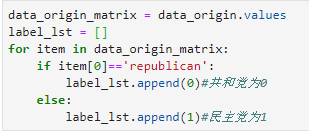 data_origin_matrix = data_origin.values
label_lst = []
for item in data_origin_matrix:
    if item[0]=='republican':
        label_lst.append(0)#共和党为0
    else:
        label_lst.append(1)#民主党为1